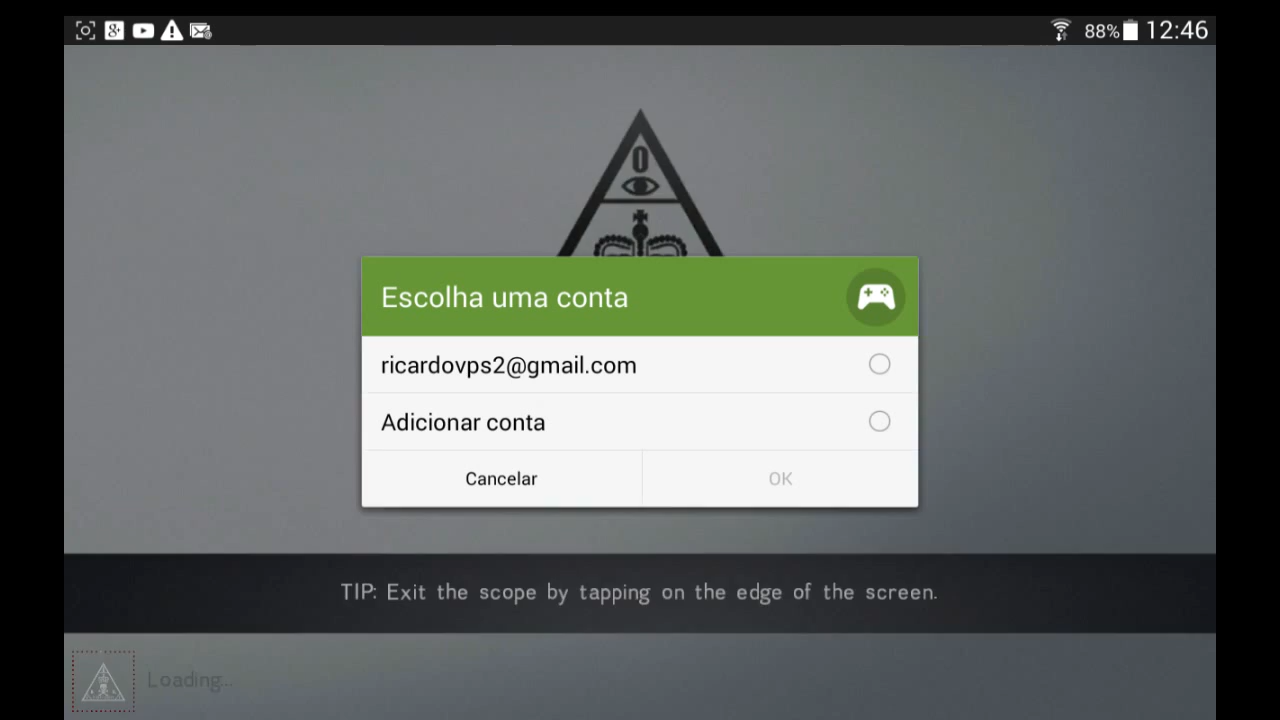 88% 12:46
0
Escolha uma conta
ricardovps2@gmail.com
Adicionar conta
Cancelar OK
TIP: Exit the scope by tapping on the edge of the screen.
Loading...